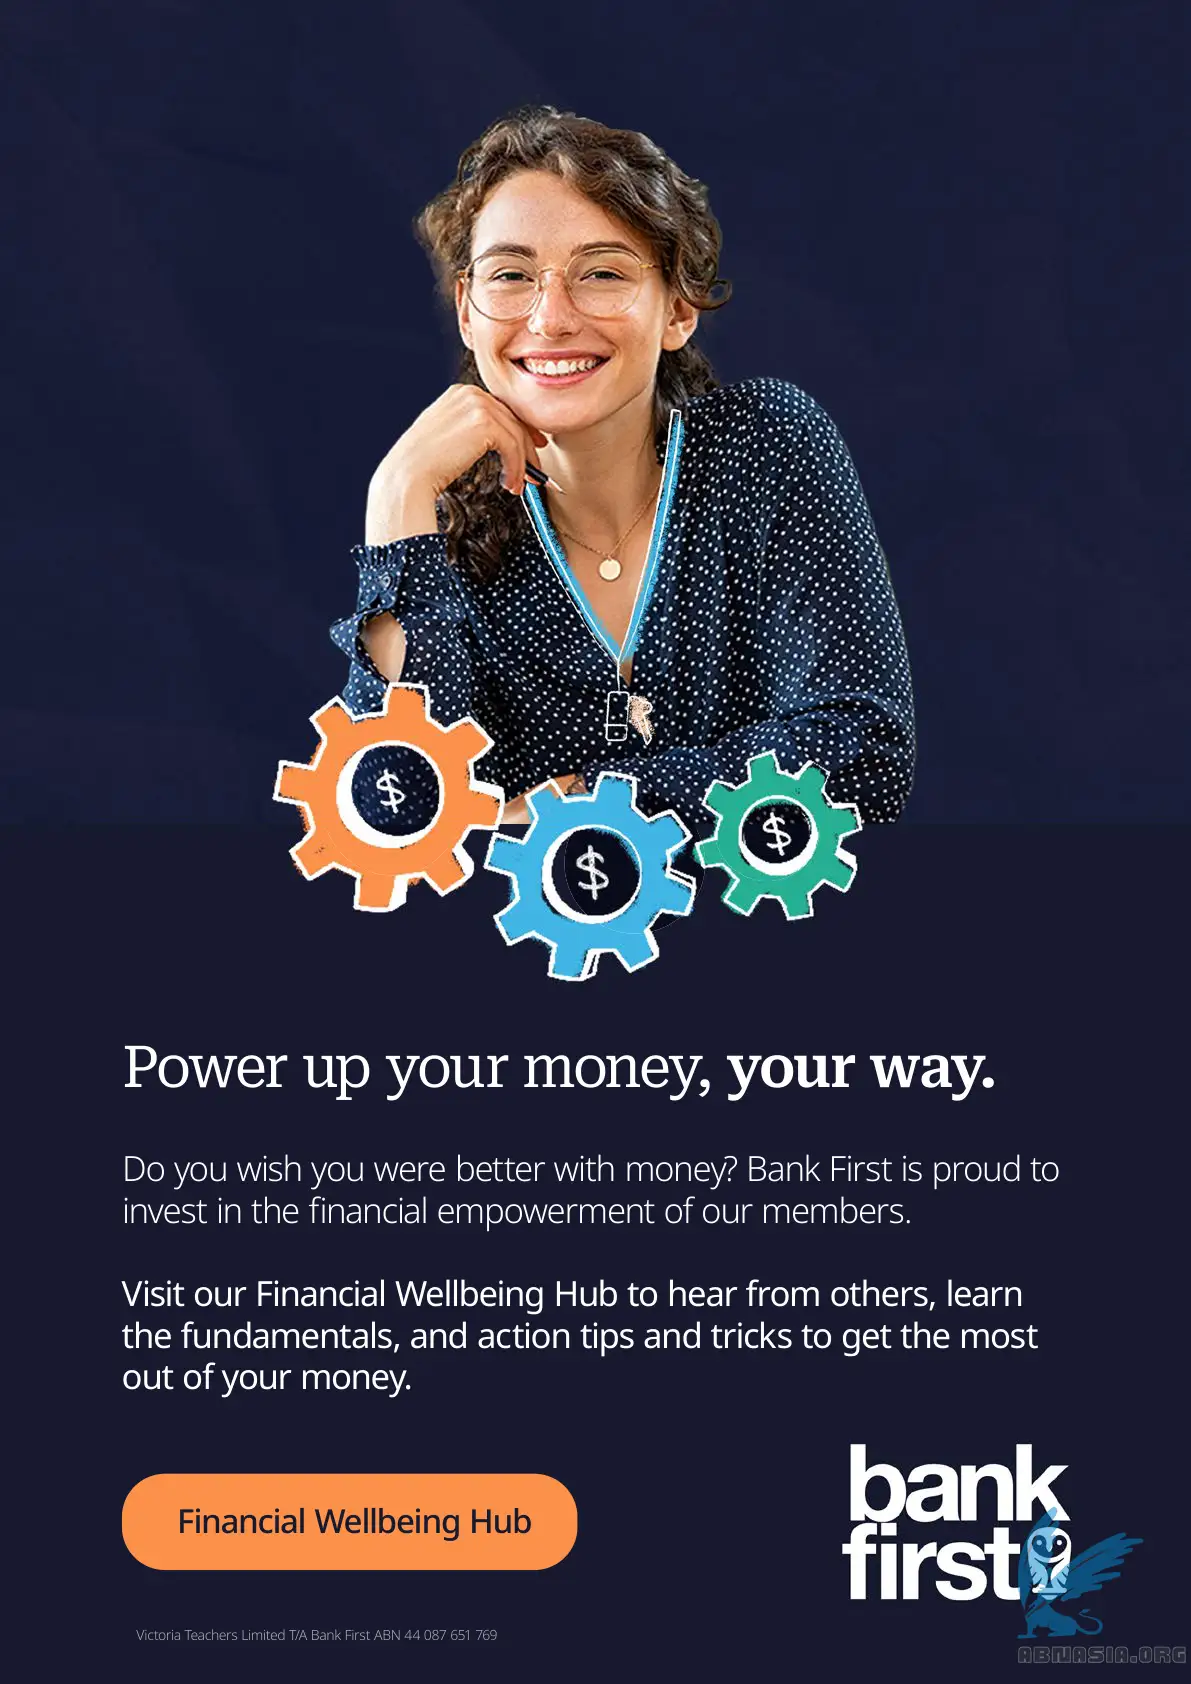 $
$
$
Power up your money, your way.
Do you wish you were better with money? Bank First is proud to
invest in the financial empowerment of our members.
Visit our Financial Wellbeing Hub to hear from others, learn
the fundamentals, and action tips and tricks to get the most
out of your money.
bank
first
Financial Wellbeing Hub
Victoria Teachers Limited T/A Bank First ABN 44 087 651 769
ABNASIA.ORG